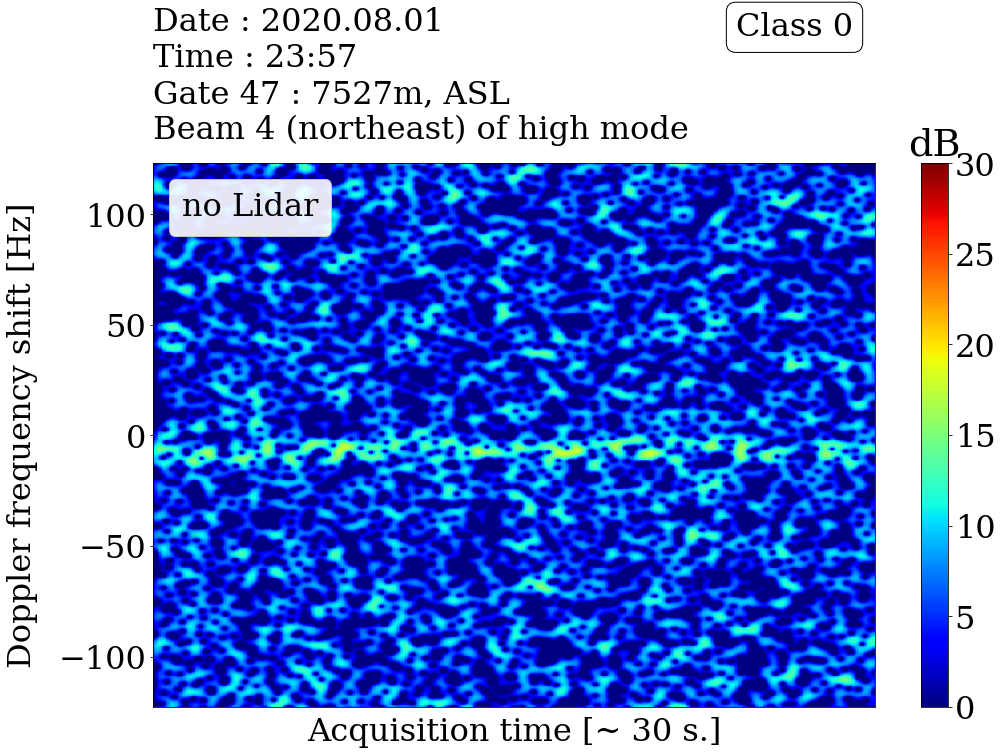 Date : 2020.08.01
Time : 23:57
Gate 47 : 7527m, ASL
Beam 4 (northeast) of high mode
Class 0
no Lidar
dB
30
25
20
15
10
5
0
Doppler frequency shift [Hz]
100
50
0
−50
−100
Acquisition time [~ 30 s.]